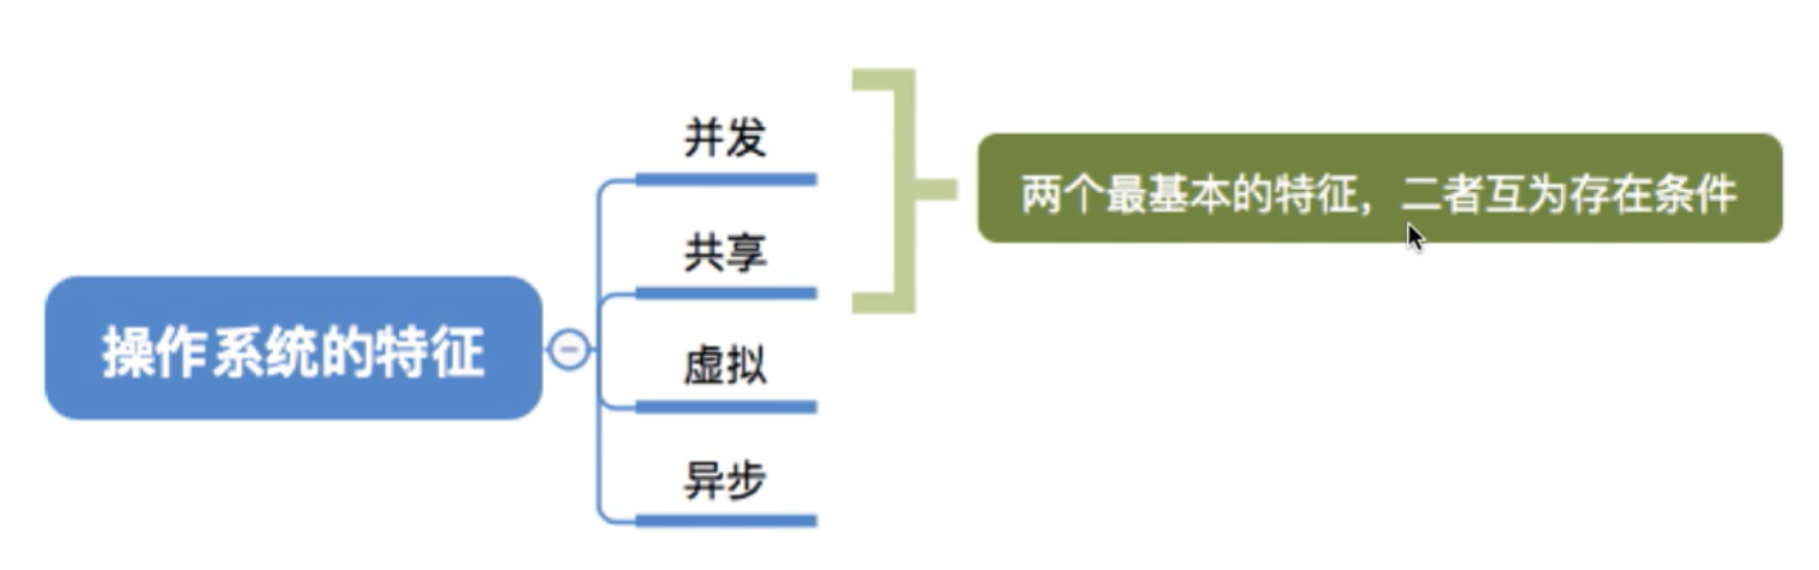 操作系统的特征
并发
共享
虚拟
异步
两个最基本的特征，二者互为存在条件